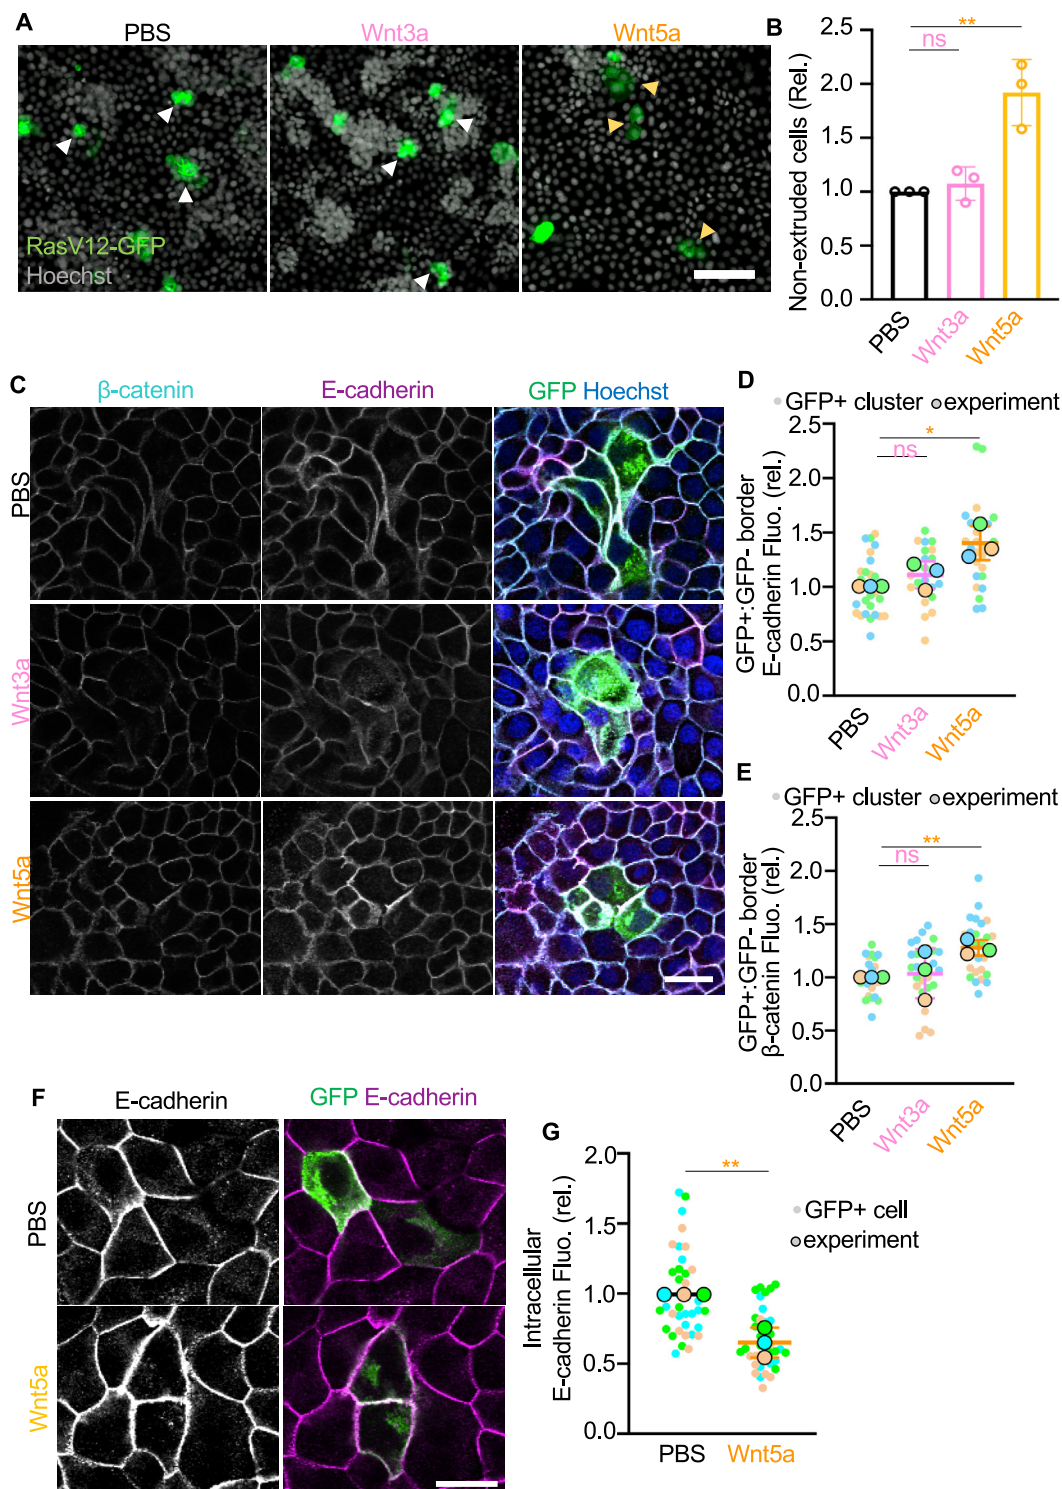 A
PBS
Wnt3a
Wnt5a
RasV12-GFP
Hoechst
B
**
ns
Non-extruded cells (Rel.)
2.5
2.0
1.5
1.0
0.5
0.0
PBS
Wnt3a
Wnt5a
C
β-catenin
E-cadherin
GFP Hoechst
PBS
Wnt3a
Wnt5a
D
GFP+ cluster experiment
*
ns
GFP+:GFP- border
E-cadherin Fluo. (rel.)
2.5
2.0
1.5
1.0
0.5
0.0
PBS
Wnt3a
Wnt5a
E
GFP+ cluster experiment
**
ns
GFP+:GFP- border
β-catenin Fluo. (rel.)
2.5
2.0
1.5
1.0
0.5
0.0
PBS
Wnt3a
Wnt5a
F
E-cadherin
GFP E-cadherin
PBS
Wnt5a
G
**
Intracellular
E-cadherin Fluo. (rel.)
2.0
1.5
1.0
0.5
0.0
GFP+ cell
experiment
PBS
Wnt5a